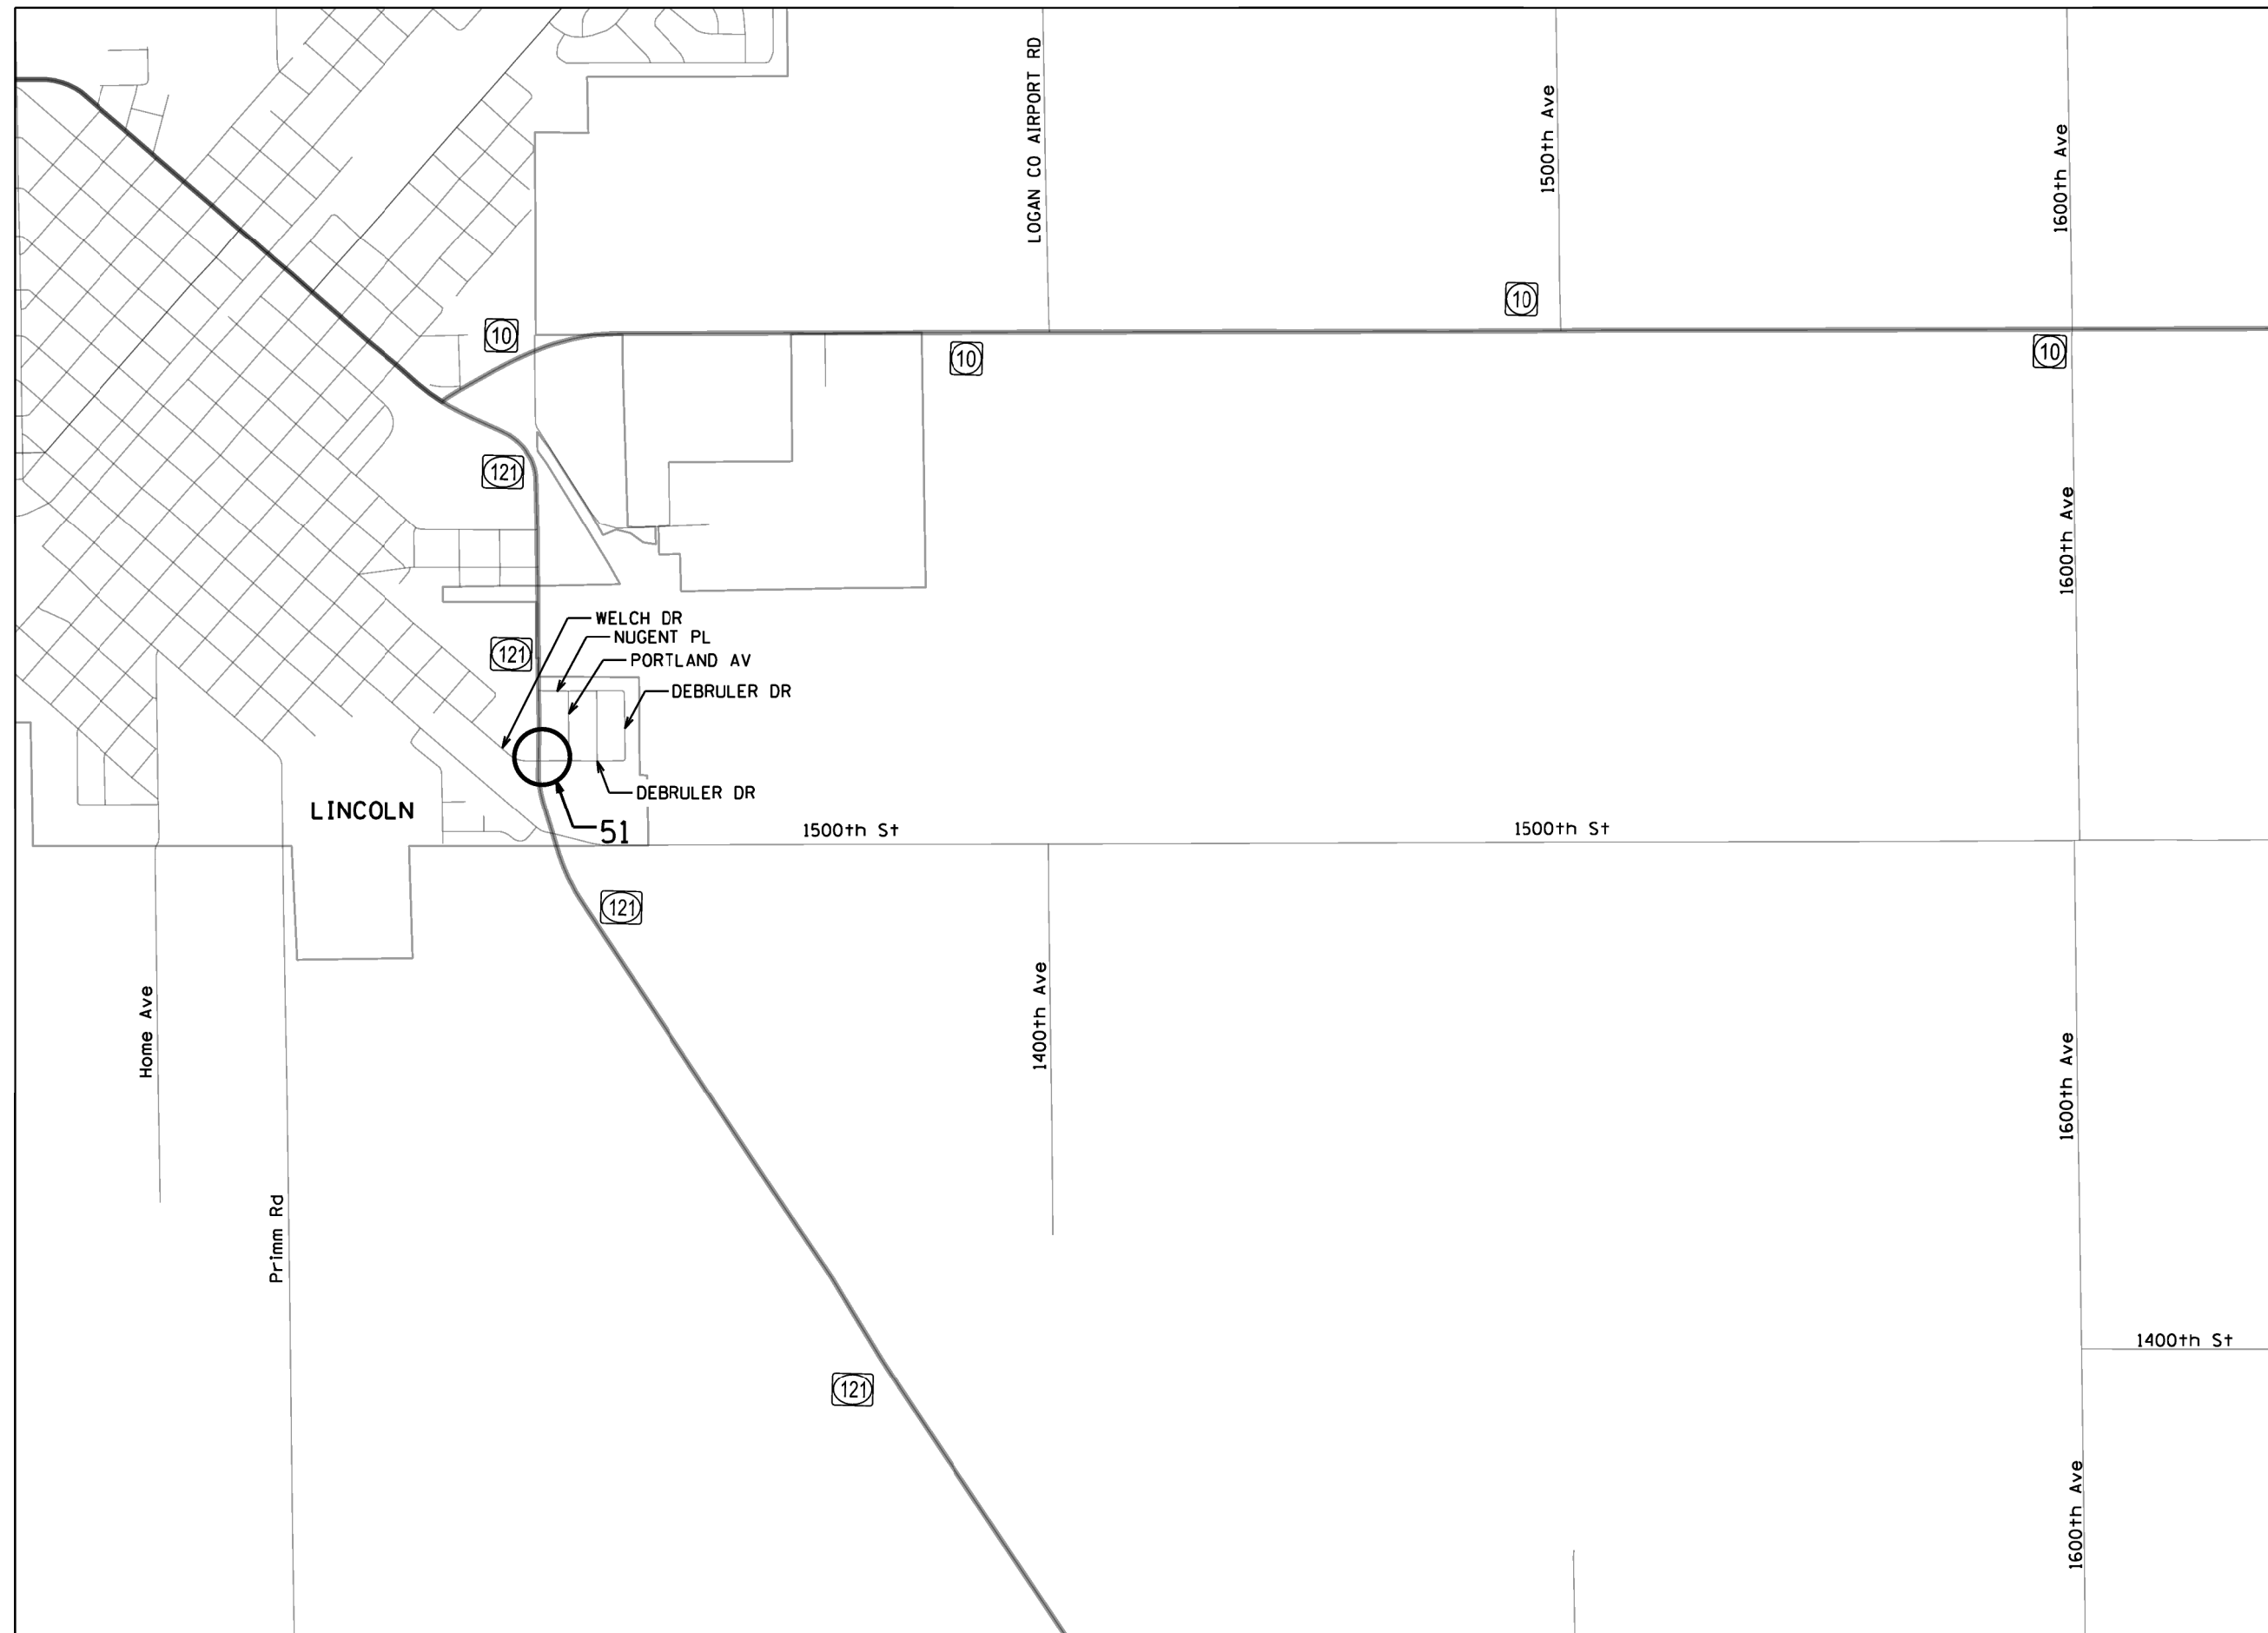 LOGAN CO AIRPORT RD
1500th Ave
1600th Ave
10
10
10
10
121
1600th Ave
WELCH DR
NUGENT PL
121
PORTLAND AV
DEBRULER DR
DEBRULER DR
LINCOLN
51
1500th St
1500th St
121
Home Ave
1400th Ave
1600th Ave
Primm Rd
1400th St
121
1600th Ave